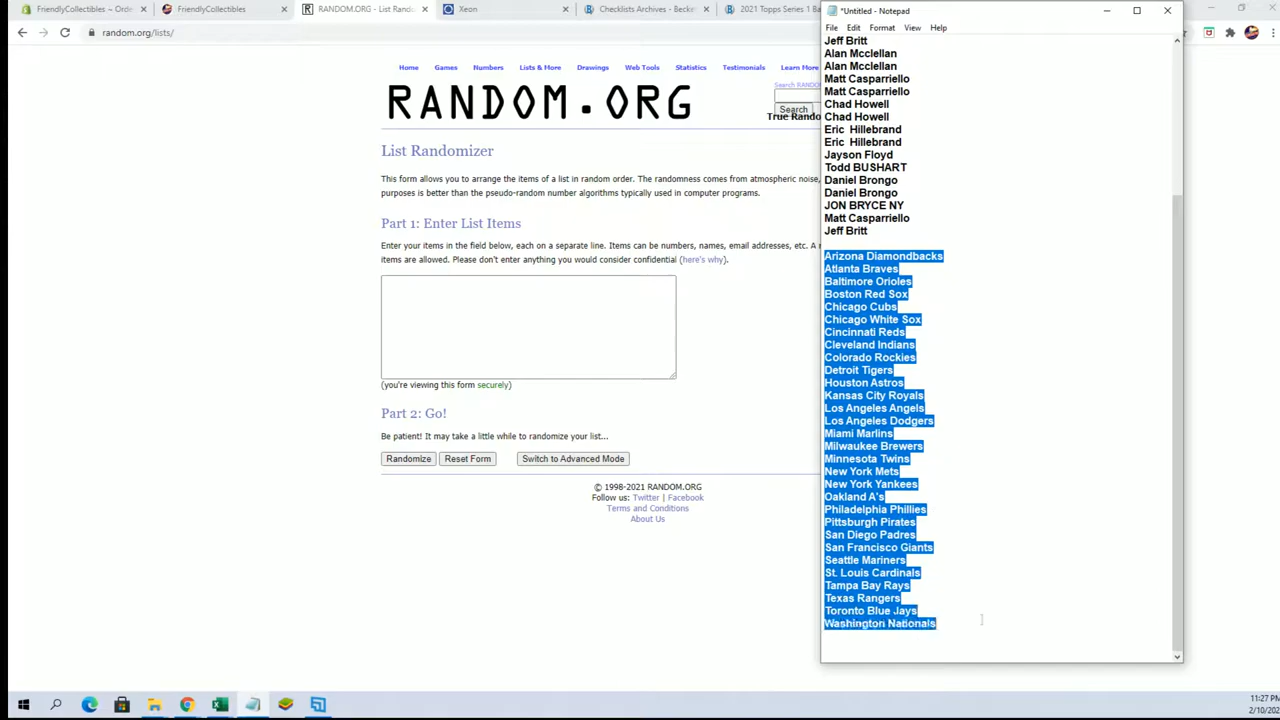 FriendlyCollectibles ~ Orde
FriendlyCollectibles
RANDOM.ORG - List Rando
Xeon
Checklists Archives - Becke
2021 Topps Series 1 Ba
random.org/lists/
Home Games Numbers Lists & More Drawings Web Tools Statistics Testimonials Learn More
RANDOM.ORG
Search RANDO
Search
True Rando
List Randomizer
This form allows you to arrange the items of a list in random order. The randomness comes from atmospheric noise,
purposes is better than the pseudo-random number algorithms typically used in computer programs.
Part 1: Enter List Items
Enter your items in the field below, each on a separate line. Items can be numbers, names, email addresses, etc. A
items are allowed. Please don't enter anything you would consider confidential (here's why).
(you're viewing this form securely)
Part 2: Go!
Be patient! It may take a little while to randomize your list...
Randomize Reset Form Switch to Advanced Mode
© 1998-2021 RANDOM.ORG
Follow us: Twitter | Facebook
Terms and Conditions
About Us
*Untitled - Notepad
File Edit Format View Help
Jeff Britt
Alan Mcclellan
Alan Mcclellan
Matt Casparriello
Matt Casparriello
Chad Howell
Chad Howell
Eric  Hillebrand
Eric  Hillebrand
Jayson Floyd
Todd BUSHART
Daniel Brongo
Daniel Brongo
JON BRYCE NY
Matt Casparriello
Jeff Britt
Arizona Diamondbacks
Atlanta Braves
Baltimore Orioles
Boston Red Sox
Chicago Cubs
Chicago White Sox
Cincinnati Reds
Cleveland Indians
Colorado Rockies
Detroit Tigers
Houston Astros
Kansas City Royals
Los Angeles Angels
Los Angeles Dodgers
Miami Marlins
Milwaukee Brewers
Minnesota Twins
New York Mets
New York Yankees
Oakland A's
Philadelphia Phillies
Pittsburgh Pirates
San Diego Padres
San Francisco Giants
Seattle Mariners
St. Louis Cardinals
Tampa Bay Rays
Texas Rangers
Toronto Blue Jays
Washington Nationals
11:27 PM
2/10/202